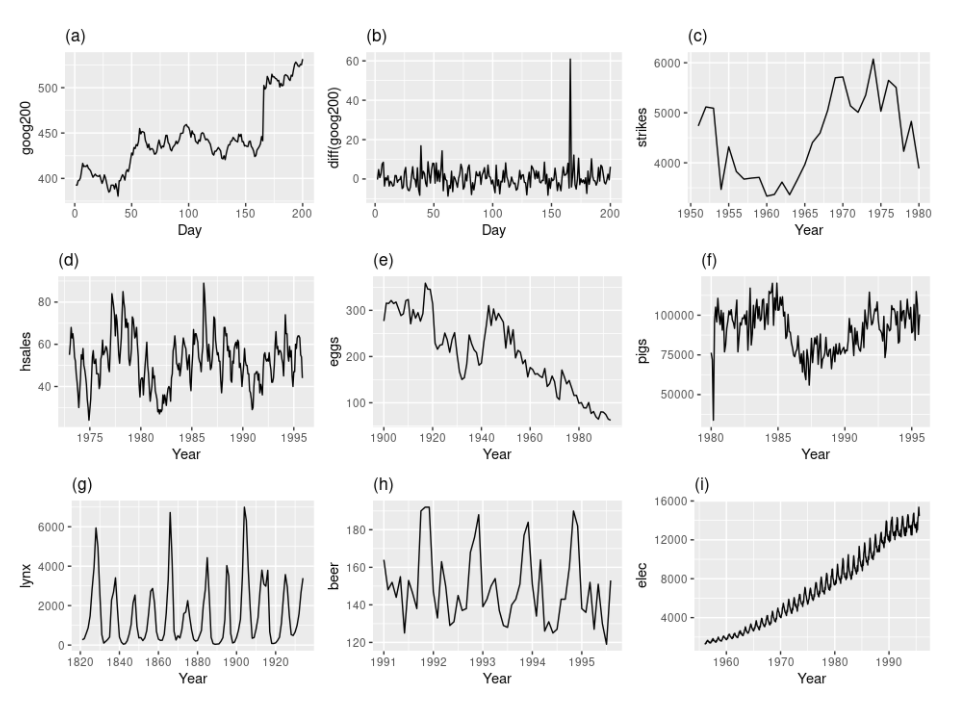 (a)
goog200
500
450
400
0 50 100 150 200
Day
(b)
diff(goog200)
60
40
20
0
0 50 100 150 200
Day
(c)
strikes
6000
5000
4000
1950 1955 1960 1965 1970 1975 1980
Year
(d)
hsales
80
60
40
1975 1980 1985 1990 1995
Year
(e)
eggs
300
200
100
1900 1920 1940 1960 1980
Year
(f)
pigs
100000
75000
50000
1980 1985 1990 1995
Year
(g)
lynx
6000
4000
2000
0
1820 1840 1860 1880 1900 1920
Year
(h)
beer
180
160
140
120
1991 1992 1993 1994 1995
Year
(i)
elec
16000
12000
8000
4000
1960 1970 1980 1990
Year